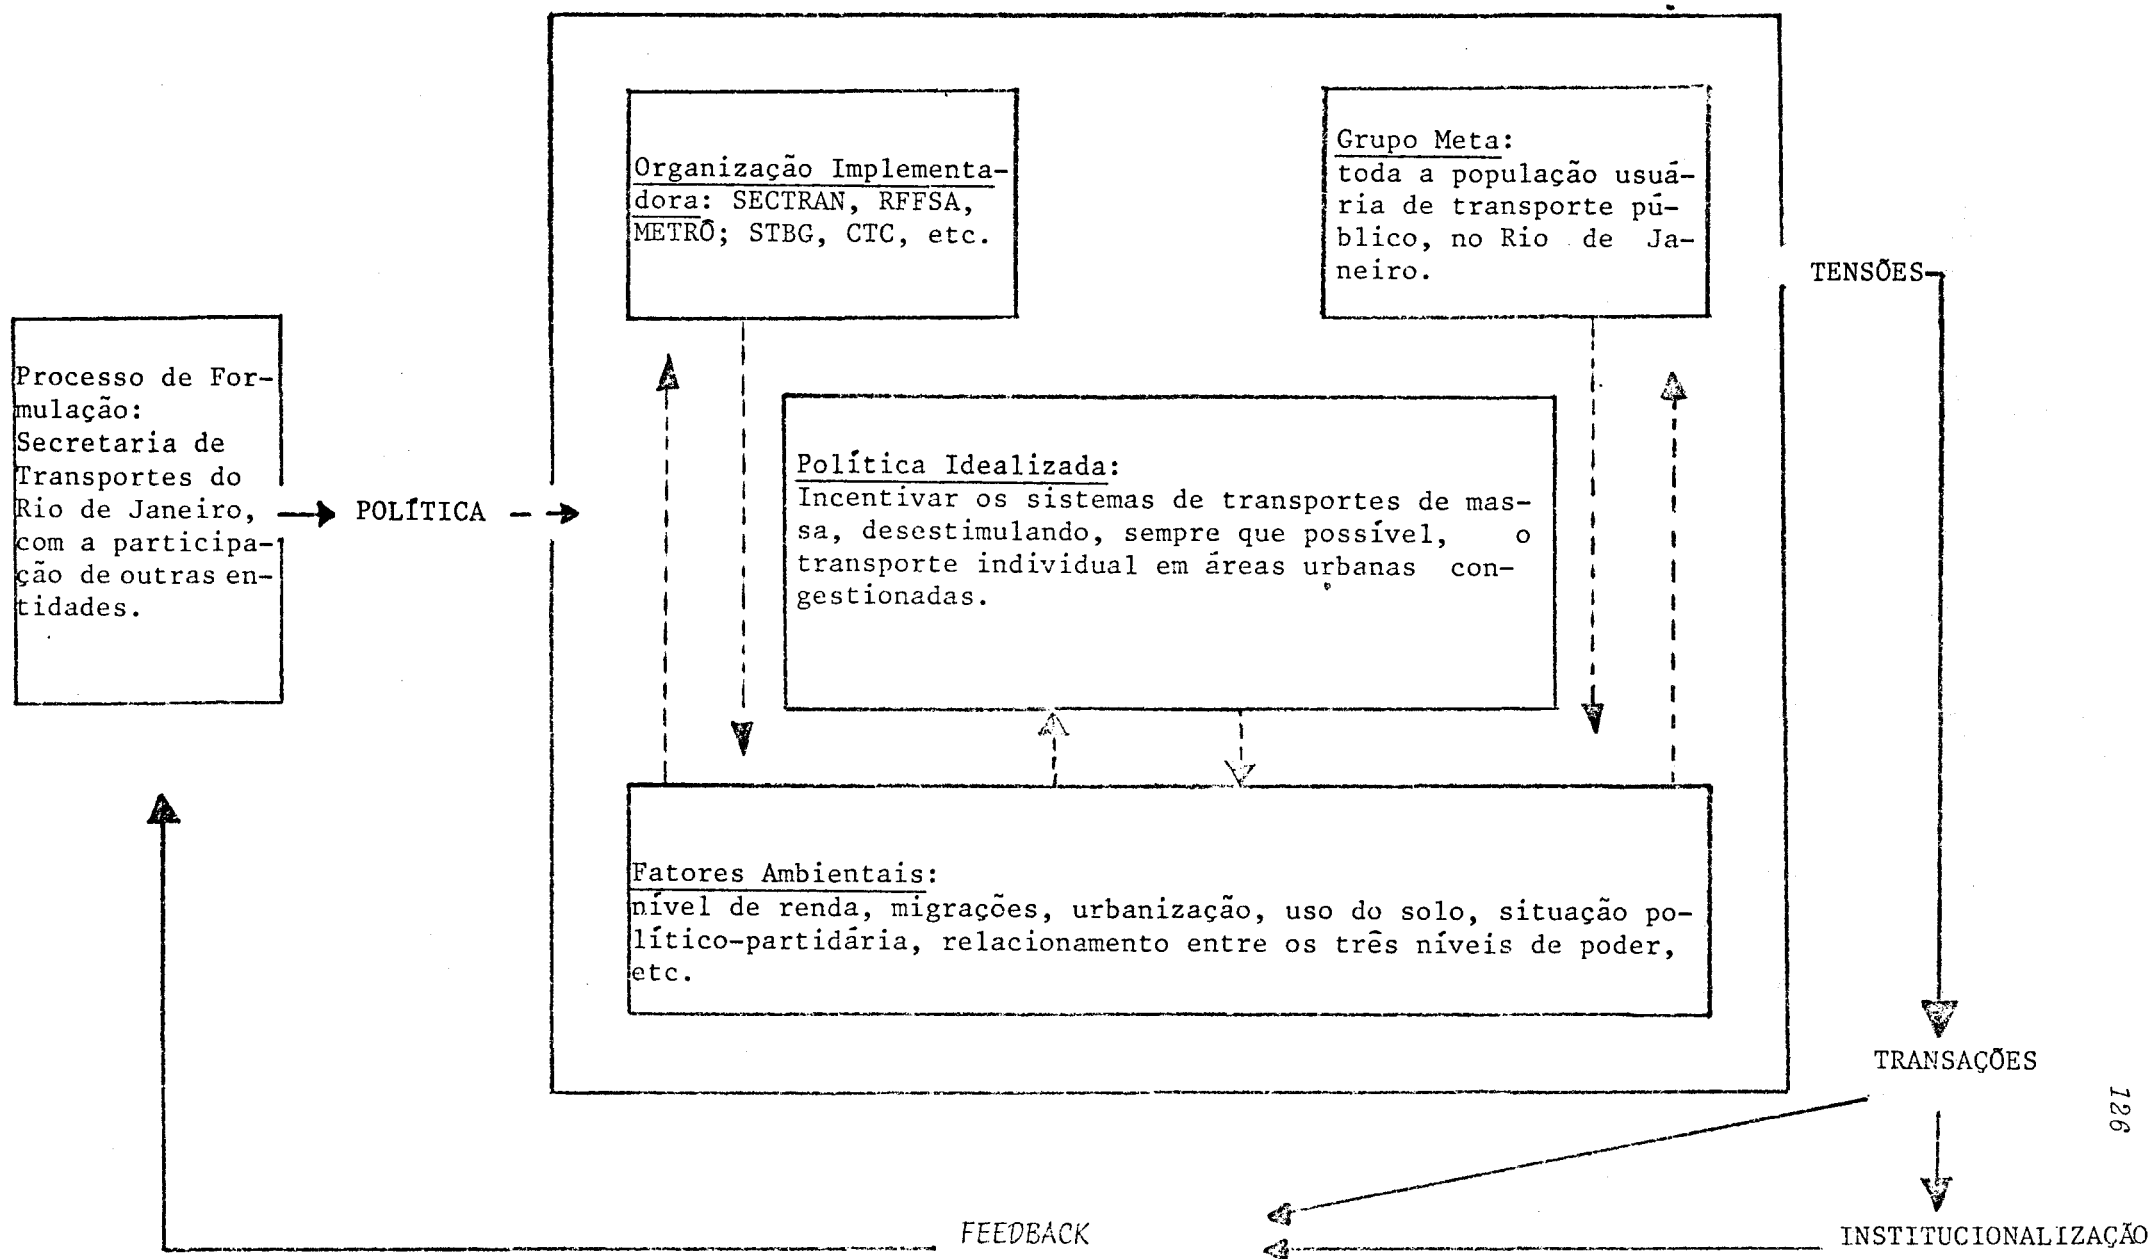 Organização Implementa-
dora: SECTRAN, RFFSA,
METRÔ; STBG, CTC, etc.
Grupo Meta:
toda a população usuá-
ria de transporte pú-
blico, no Rio de Ja-
neiro.
TENSÕES
Processo de For-
mulação:
Secretaria de
Transportes do
Rio de Janeiro,
com a participa-
ção de outras en-
tidades.
POLÍTICA
Política Idealizada:
Incentivar os sistemas de transportes de mas-
sa, desestimulando, sempre que possível, o
transporte individual em áreas urbanas con-
gestionadas.
Fatores Ambientais:
nível de renda, migrações, urbanização, uso do solo, situação po-
lítico-partidária, relacionamento entre os três níveis de poder,
etc.
TRANSAÇÕES
126
FEEDBACK
INSTITUCIONALIZAÇÃO